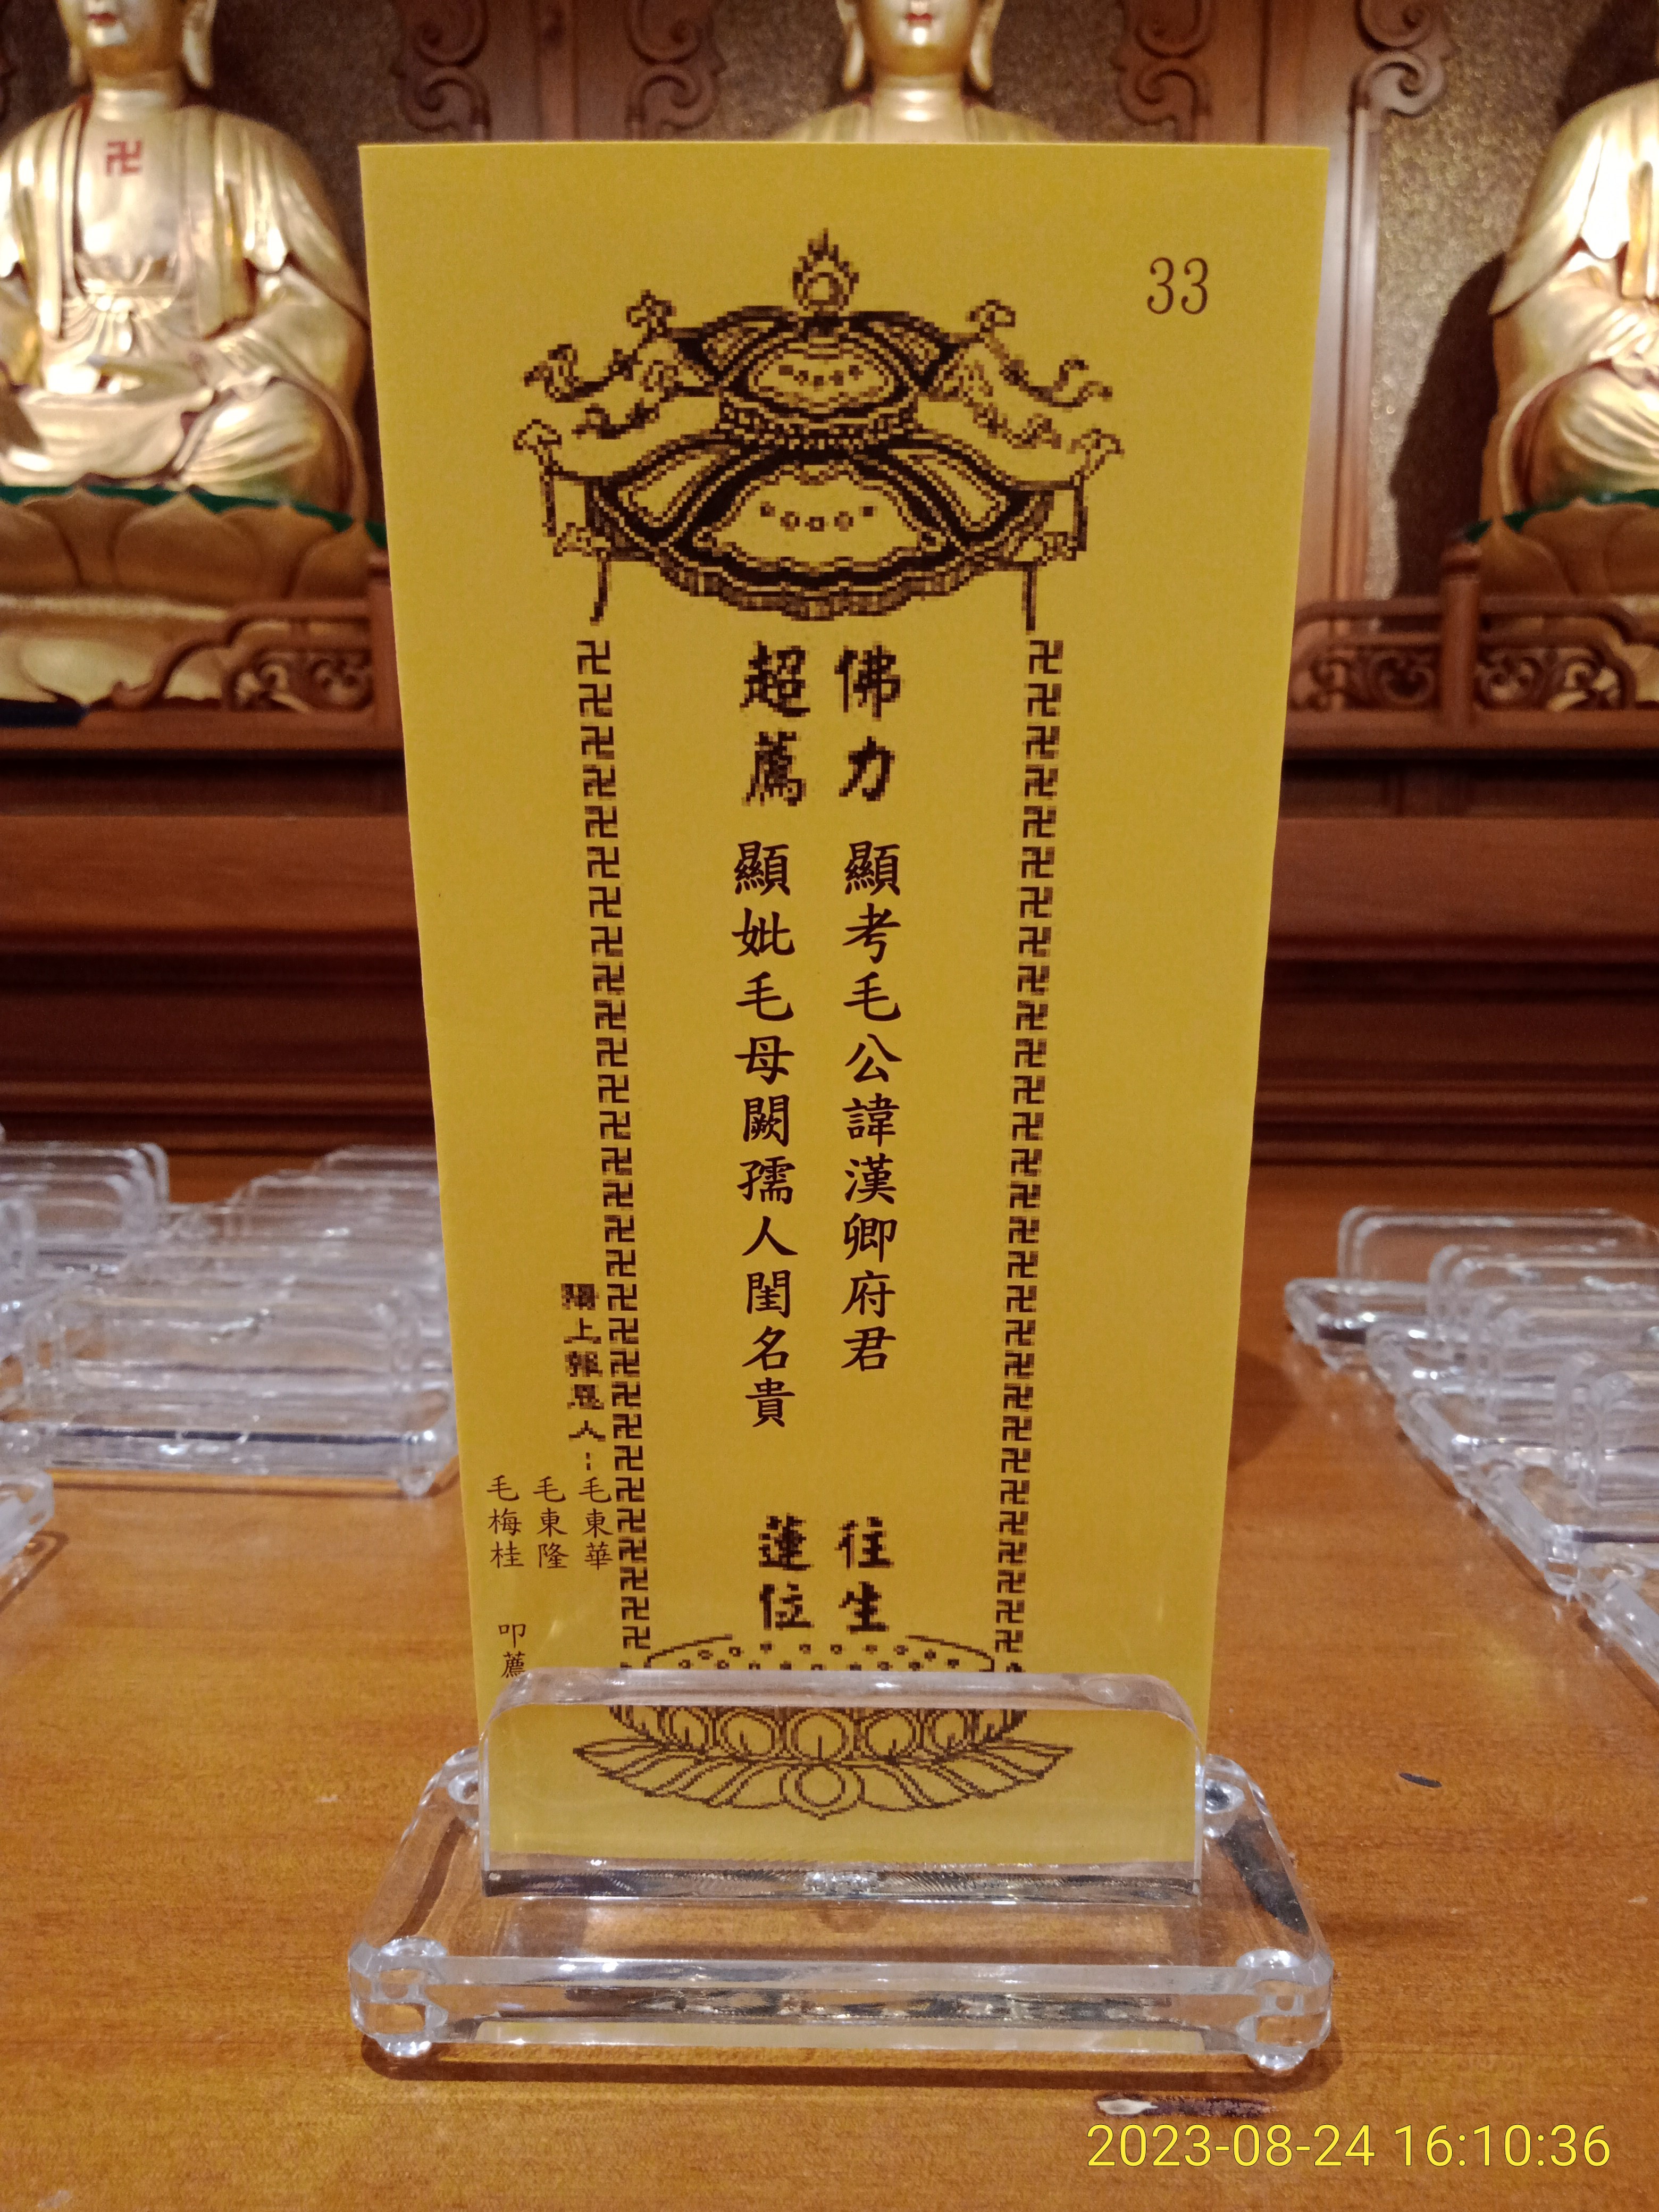 33
佛力
超薦
顯考毛公諱漢卿府君
顯妣毛母闕孺人閨名貴
往生
蓮位
陽上報恩人：
毛東華
毛東隆
毛梅桂
叩薦
2023-08-24 16:10:36